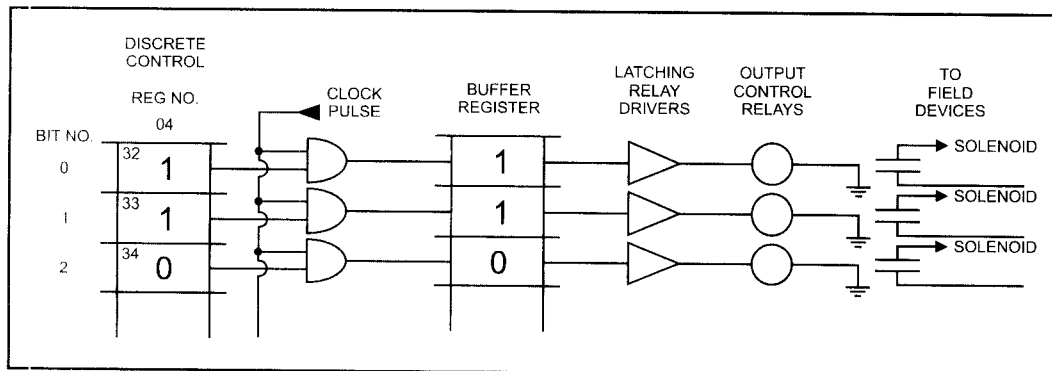 DISCRETE
CONTROL
REG NO.
04
BIT NO.
CLOCK
PULSE
BUFFER
REGISTER
LATCHING
RELAY
DRIVERS
OUTPUT
CONTROL
RELAYS
TO
FIELD
DEVICES
0 32 1 1 SOLENOID
1 33 1 1 SOLENOID
2 34 0 0 SOLENOID